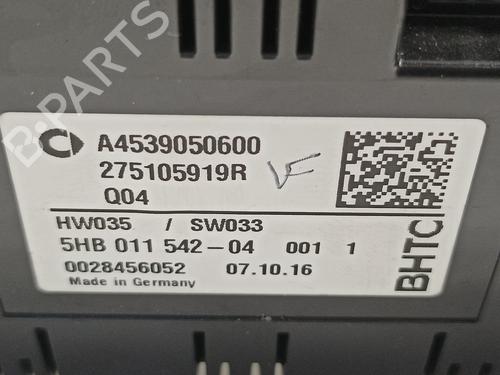 B-PARTS
A4539050600
275105919R
Q04
HW035 / SW033
5HB 011 542-04 001 1
0028456052 07.10.16
Made in Germany
BHTC